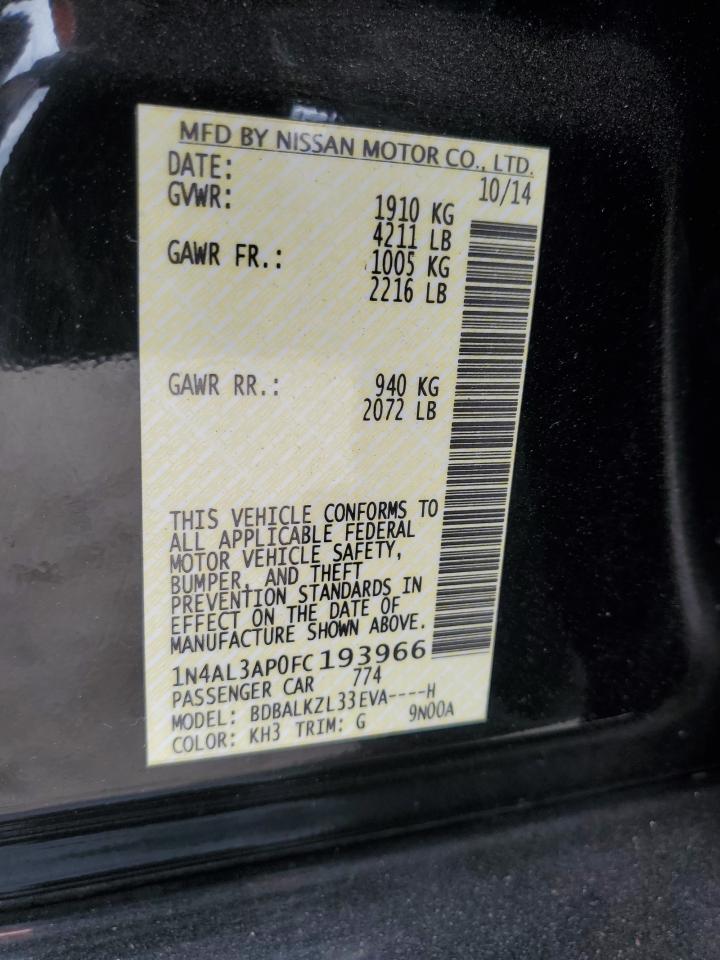 MFD BY NISSAN MOTOR CO., LTD.
DATE: 10/14
GVWR: 1910 KG
4211 LB
GAWR FR.: 1005 KG
2216 LB
GAWR RR.: 940 KG
2072 LB
THIS VEHICLE CONFORMS TO
ALL APPLICABLE FEDERAL
MOTOR VEHICLE SAFETY,
BUMPER, AND THEFT
PREVENTION STANDARDS IN
EFFECT ON THE DATE OF
MANUFACTURE SHOWN ABOVE.
1N4AL3AP0FC193966
PASSENGER CAR 774
MODEL: BDBALKZL33EVA----H
COLOR: KH3 TRIM: G 9N00A